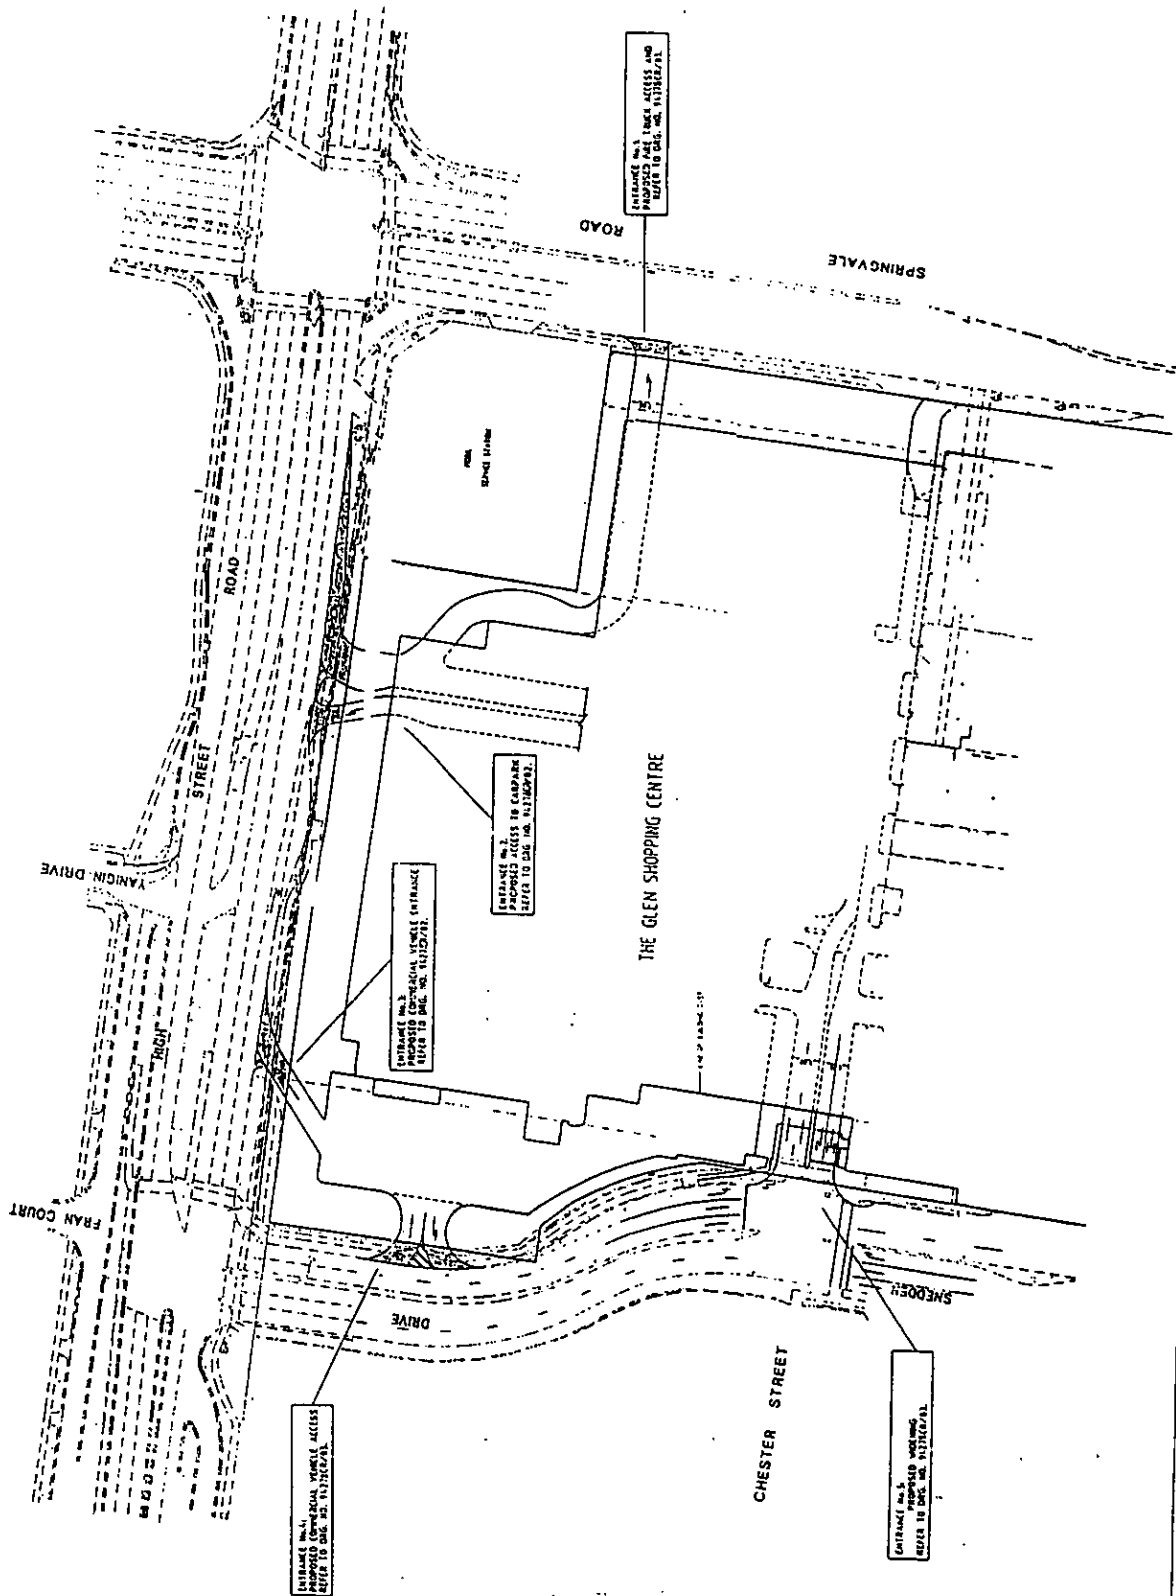 ENTRANCE No.1.
PROPOSED FIRE TRUCK ACCESS AND
REFER TO DRG. NO.
ROAD
SPRINGVALE
SERVICE STATION
ROAD
STREET
HIGH
YANIGIN DRIVE
FRAN COURT
ENTRANCE No.2.
PROPOSED ACCESS TO CARPARK
REFER TO DRG. NO.
ENTRANCE No.3.
PROPOSED COMMERCIAL VEHICLE ENTRANCE
REFER TO DRG. NO.
THE GLEN SHOPPING CENTRE
DRIVE
SNEDDEN
CHESTER STREET
ENTRANCE No.4.
PROPOSED COMMERCIAL VEHICLE ACCESS
REFER TO DRG. NO.
ENTRANCE No.5.
PROPOSED WIDENING
REFER TO DRG. NO.